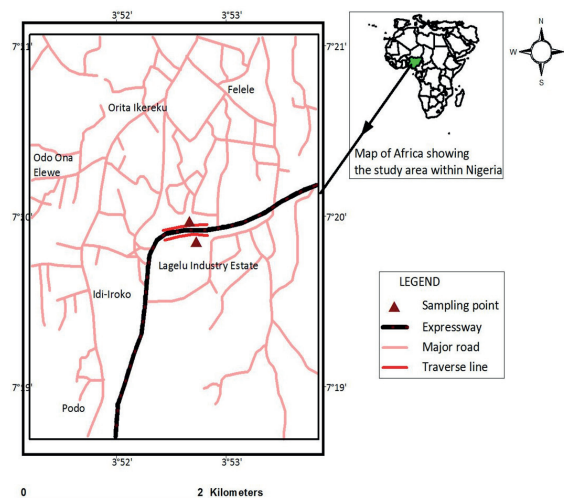 3°52' 3°53'
7°21' 7°21'
N
W E
S
Felele
Orita Ikereku
Odo Ona
Elewe
Map of Africa showing
the study area within Nigeria
7°20' 7°20'
Lagelu Industry Estate
Idi-Iroko
LEGEND
Sampling point
Expressway
Major road
Traverse line
7°19' 7°19'
Podo
3°52' 3°53'
0 2 Kilometers